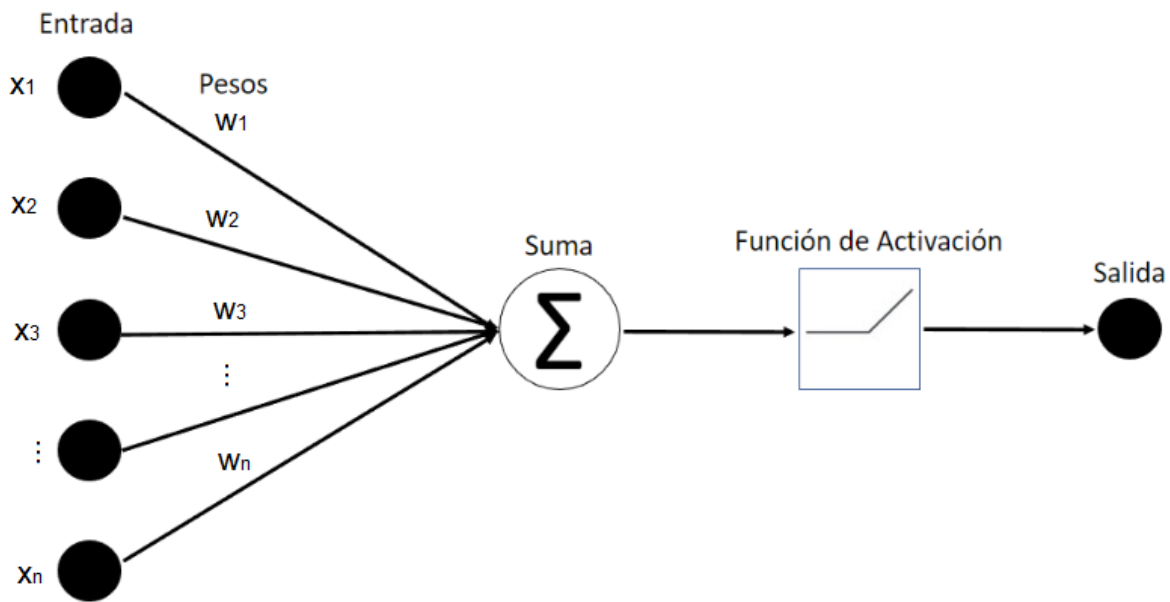 Entrada
x1
Pesos
w1
x2
w2
Suma
Función de Activación
Salida
x3
w3
Σ
⋮
⋮
wn
xn